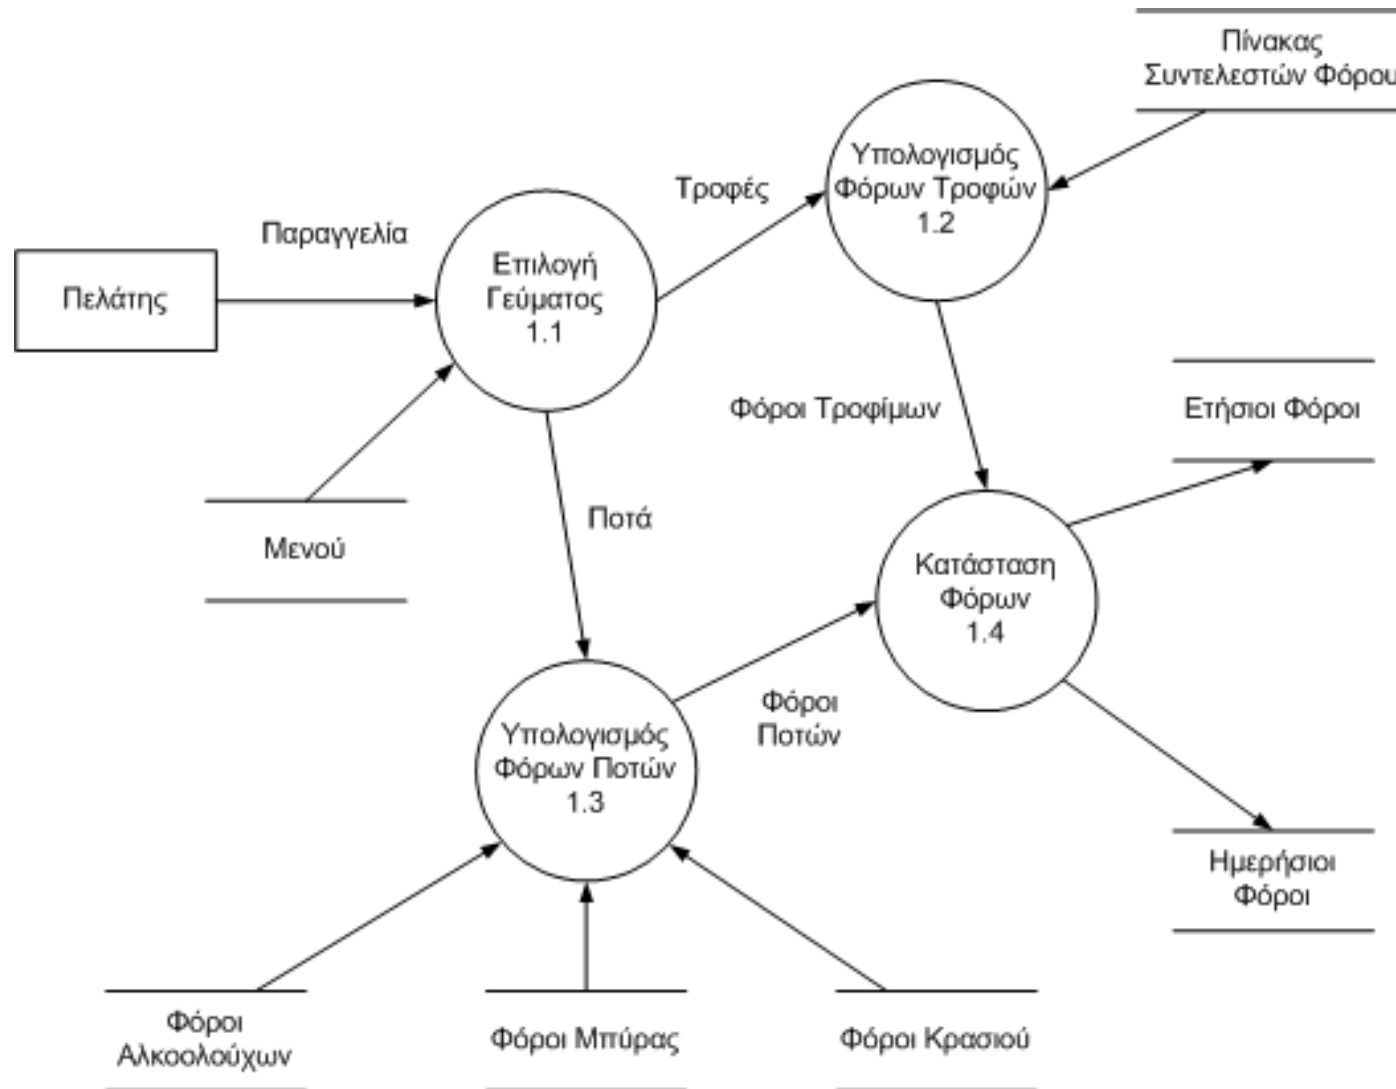 Πίνακας
Συντελεστών Φόρου
Υπολογισμός
Φόρων Τροφών
1.2
Τροφές
Παραγγελία
Επιλογή
Γεύματος
1.1
Πελάτης
Φόροι Τροφίμων
Ετήσιοι Φόροι
Ποτά
Μενού
Κατάσταση
Φόρων
1.4
Φόροι
Ποτών
Υπολογισμός
Φόρων Ποτών
1.3
Ημερήσιοι
Φόροι
Φόροι
Αλκοολούχων
Φόροι Μπύρας
Φόροι Κρασιού